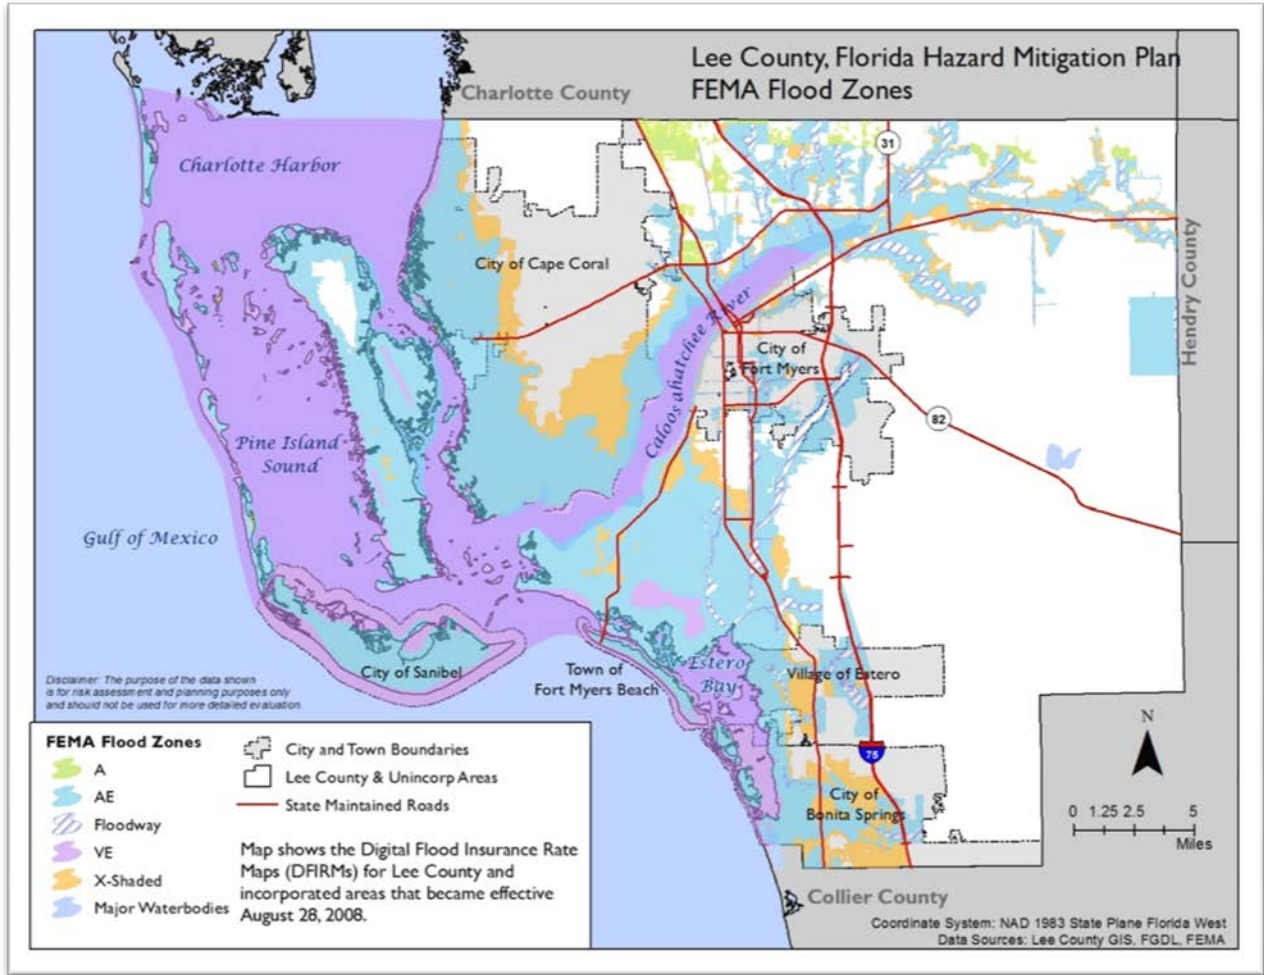 Lee County, Florida Hazard Mitigation Plan
FEMA Flood Zones
Charlotte County
31
Charlotte Harbor
City of Cape Coral
Hendry County
Caloosahatchee River
City of
Fort Myers
82
Pine Island
Sound
Gulf of Mexico
City of Sanibel
Town of
Fort Myers Beach
Estero
Bay
Village of Estero
Disclaimer: The purpose of the data shown
is for risk assessment and planning purposes only
and should not be used for more detailed evaluation.
75
City of
Bonita Springs
N
0 1.25 2.5 5
Miles
FEMA Flood Zones
A
AE
Floodway
VE
X-Shaded
Major Waterbodies
City and Town Boundaries
Lee County & Unincorp Areas
State Maintained Roads
Map shows the Digital Flood Insurance Rate
Maps (DFIRMs) for Lee County and
incorporated areas that became effective
August 28, 2008.
Collier County
Coordinate System: NAD 1983 State Plane Florida West
Data Sources: Lee County GIS, FGDL, FEMA